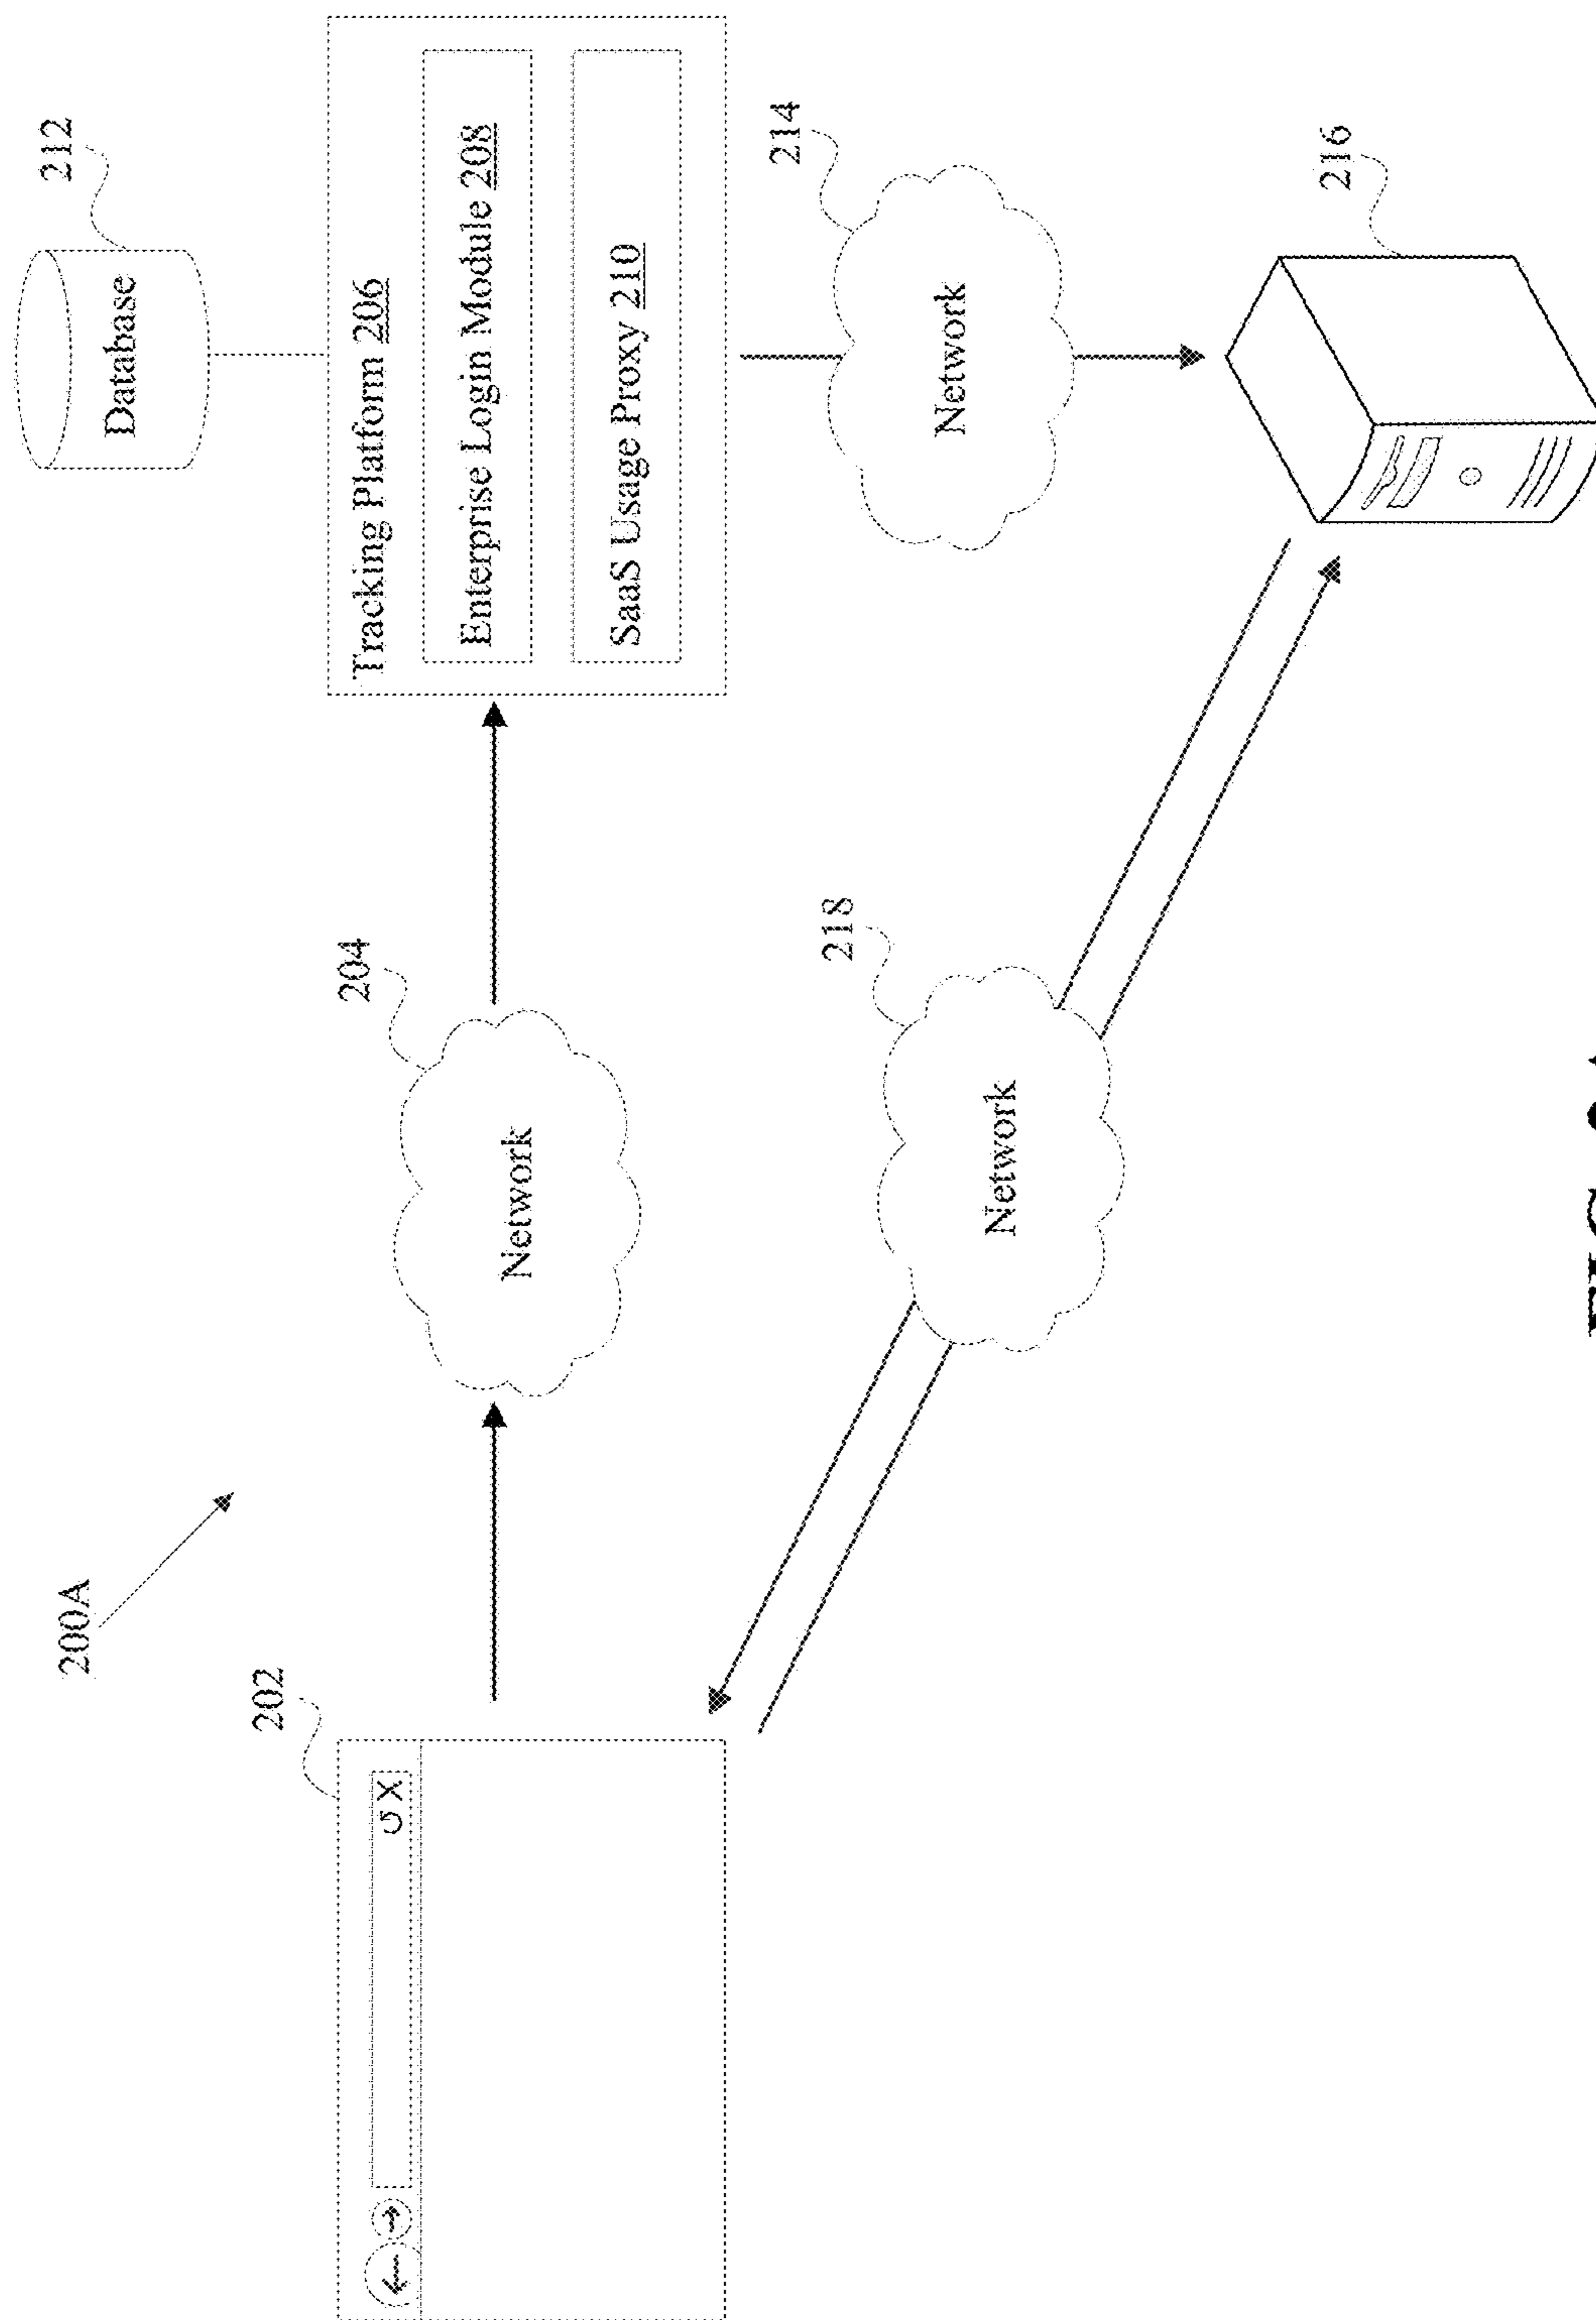 200A
212
Database
Tracking Platform 206
Enterprise Login Module 208
SaaS Usage Proxy 210
202
X
204
Network
214
Network
218
Network
216